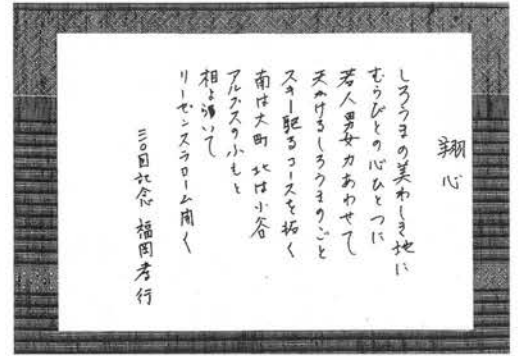 翔心
しろうまの美わしき地に
むらびとの心ひとつに
若人男女力あわせて
天かけるしろうまのごと
スキー駆るコースを拓く
南は大町 北は小谷
アルプスの小もと
相よ
いて
リーゼンスラローム開く
三〇回記念 福岡孝行